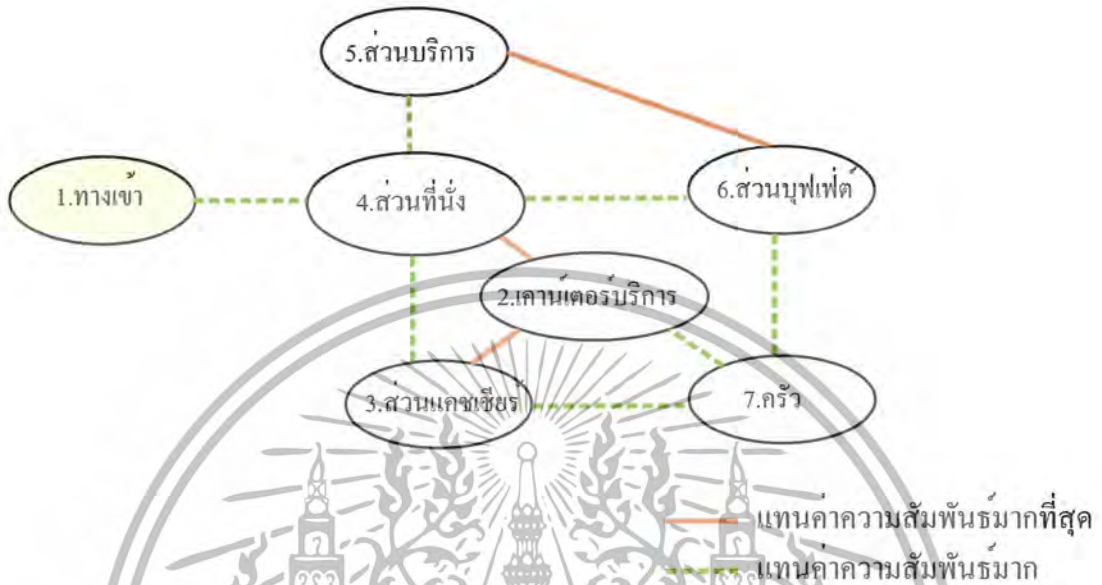 5.ส่วนบริการ
1.ทางเข้า
4.ส่วนที่นั่ง
6.ส่วนบุฟเฟ่ต์
2.เคาน์เตอร์บริการ
3.ส่วนแคชเชียร์
7.ครัว
แทนค่าความสัมพันธ์มากที่สุด
แทนค่าความสัมพันธ์มาก